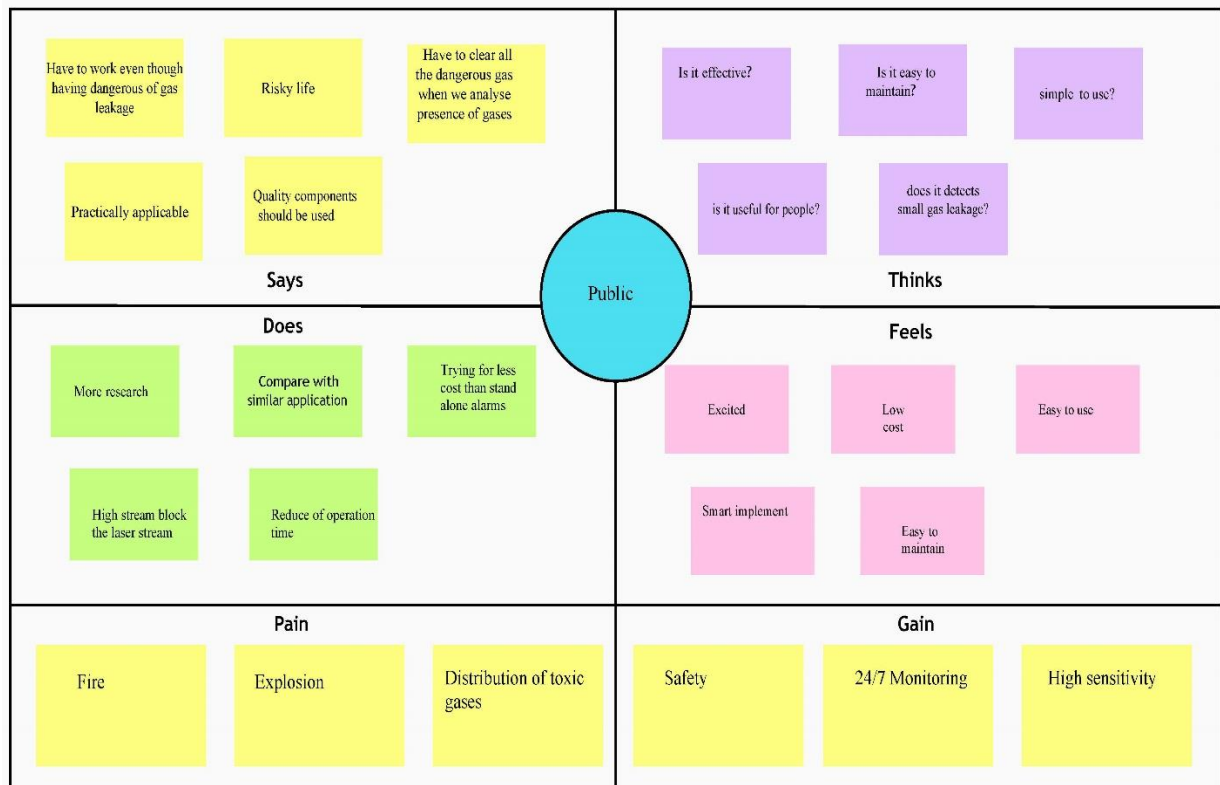 Have to work even though
having dangerous of gas
leakage
Risky life
Have to clear all
the dangerous gas
when we analyse
presence of gases
Practically applicable
Quality components
should be used
Says
Is it effective?
Is it easy to
maintain?
simple to use?
is it useful for people?
does it detects
small gas leakage?
Thinks
Public
Does
More research
Compare with
similar application
Trying for less
cost than stand
alone alarms
High stream block
the laser stream
Reduce of operation
time
Feels
Excited
Low
cost
Easy to use
Smart implement
Easy to
maintain
Pain
Fire
Explosion
Distribution of toxic
gases
Gain
Safety
24/7 Monitoring
High sensitivity